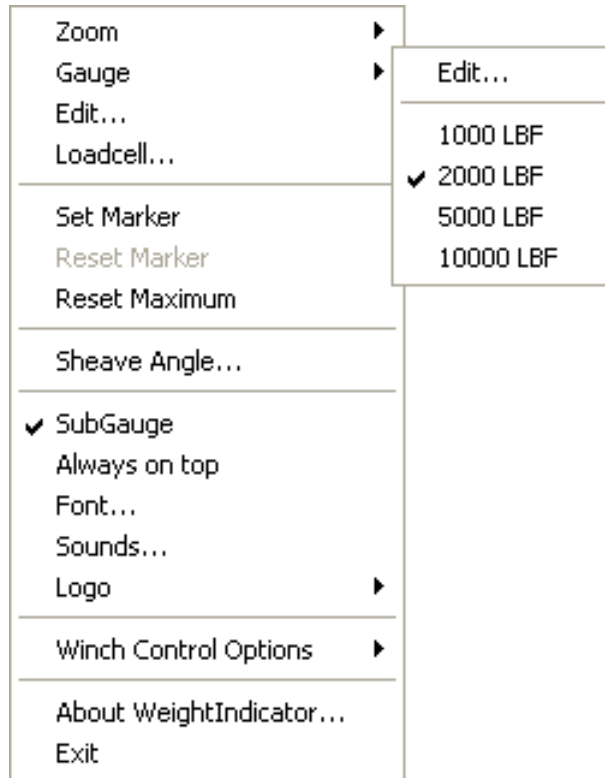 Zoom
Gauge
Edit...
Loadcell...
Set Marker
Reset Marker
Reset Maximum
Sheave Angle...
SubGauge
Always on top
Font...
Sounds...
Logo
Winch Control Options
About WeightIndicator...
Exit
Edit...
1000 LBF
2000 LBF
5000 LBF
10000 LBF